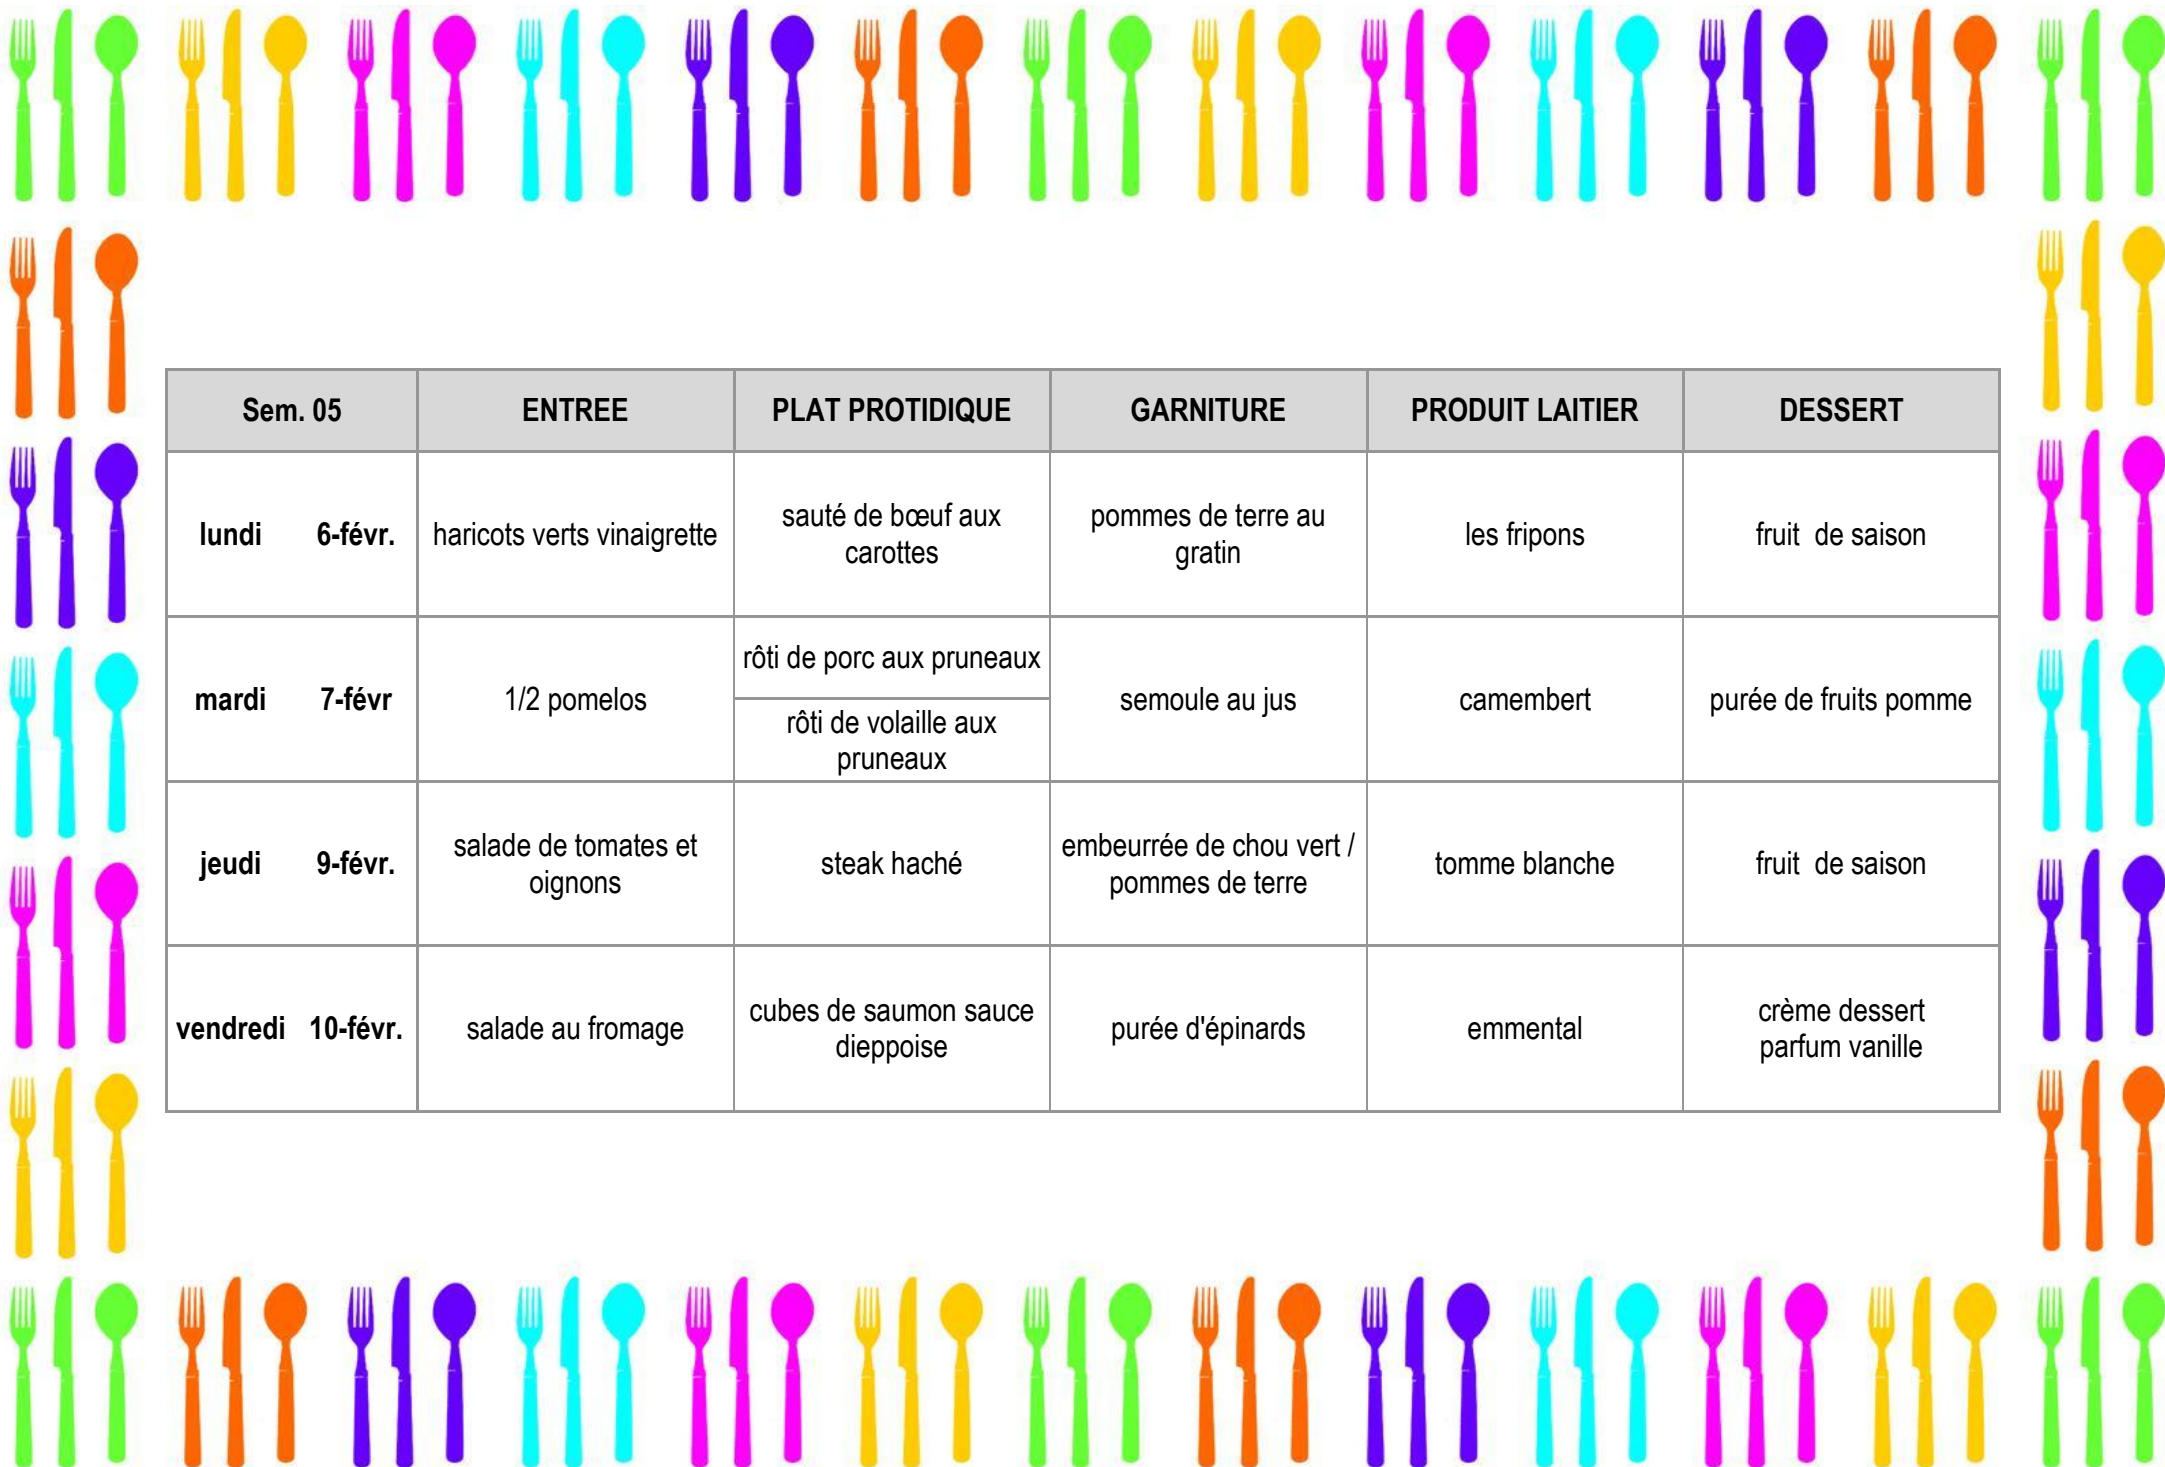 Sem. 05 ENTREE PLAT PROTIDIQUE GARNITURE PRODUIT LAITIER DESSERT
lundi 6-févr.
haricots verts vinaigrette
sauté de bœuf aux
carottes
pommes de terre au
gratin
les fripons
fruit de saison
mardi 7-févr
1/2 pomelos
rôti de porc aux pruneaux
rôti de volaille aux
pruneaux
semoule au jus
camembert
purée de fruits pomme
jeudi 9-févr.
salade de tomates et
oignons
steak haché
embeurrée de chou vert /
pommes de terre
tomme blanche
fruit de saison
vendredi 10-févr.
salade au fromage
cubes de saumon sauce
dieppoise
purée d'épinards
emmental
crème dessert
parfum vanille